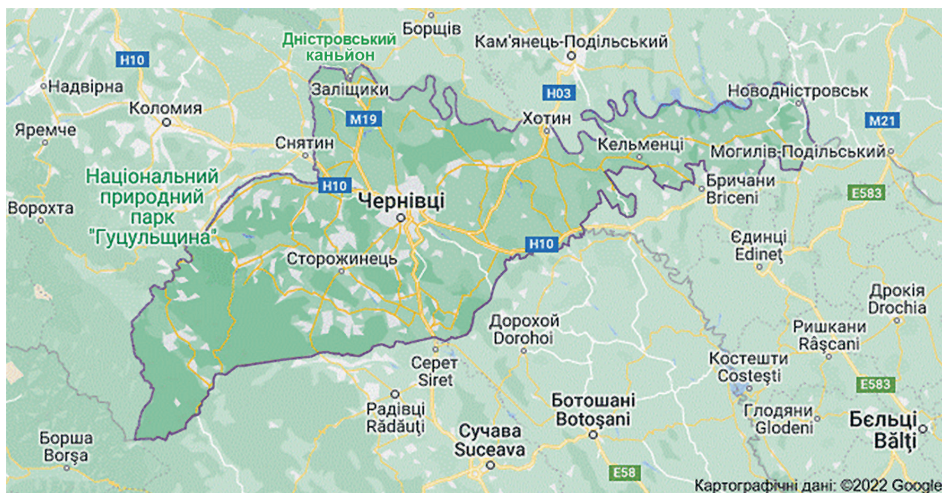 Борщів
Дністровський
каньйон
Кам'янець-Подільський
H10
Надвірна
Заліщики
H03
Новодністровськ
Коломия
M19
Хотин
M21
Яремче
Снятин
Кельменці
Могилів-Подільський
Національний
природний
парк
"Гуцульщина"
H10
Бричани
Briceni
E583
Ворохта
Чернівці
H10
Єдинці
Edineț
Сторожинець
Дрокія
Drochia
Дорохой
Dorohoi
Ришкани
Râșcani
Серет
Siret
Костешти
Costești
E583
Радівці
Rădăuți
Ботошани
Botoșani
Глодяни
Glodeni
Бєльці
Bălți
Борша
Borșa
Сучава
Suceava
E58
Картографічні дані: ©2022 Google